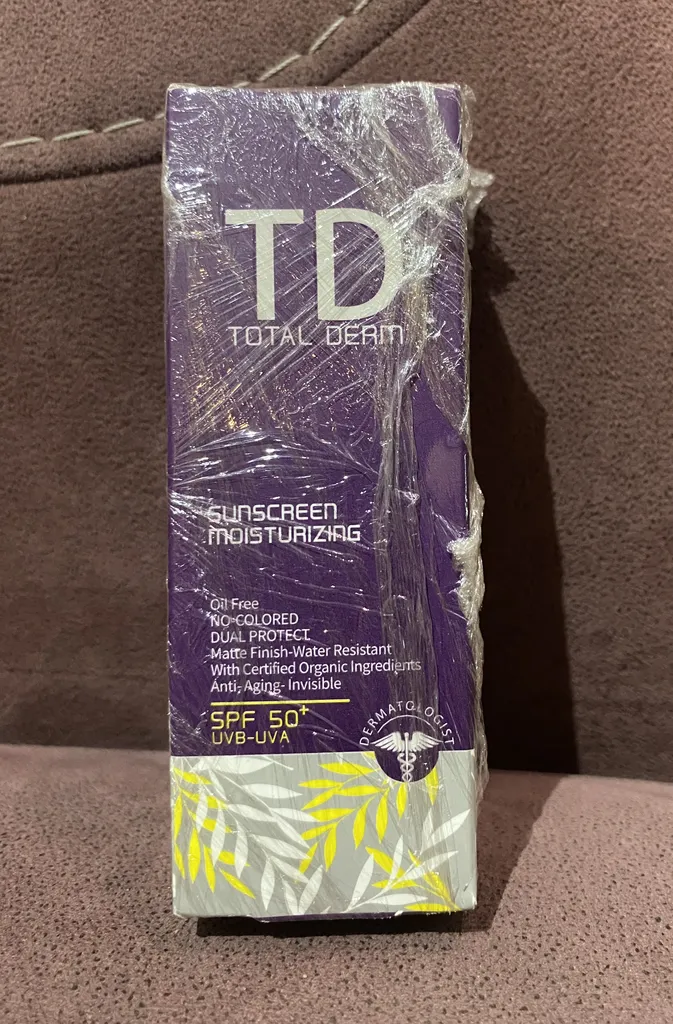 TD
TOTAL DERM
SUNSCREEN
MOISTURIZING
Oil Free
NO-COLORED
DUAL PROTECT
Matte Finish-Water Resistant
With Certified Organic Ingredients
Anti- Aging- Invisible
SPF 50+
UVB-UVA
DERMATOLOGIST